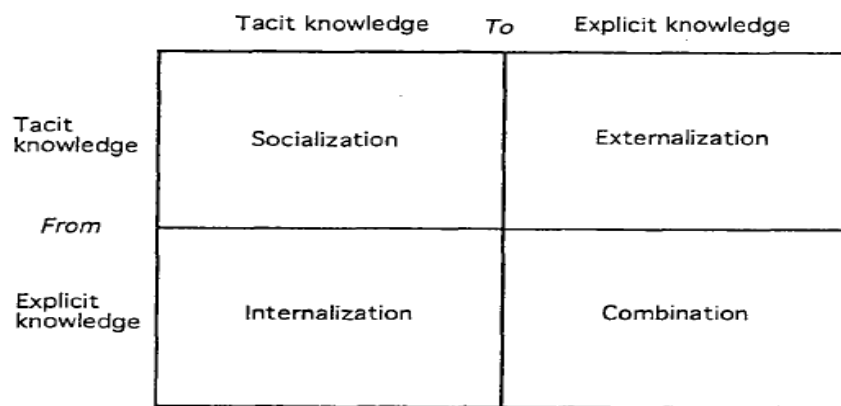 Tacit knowledge To Explicit knowledge
Tacit
knowledge
Socialization Externalization
From
Explicit
knowledge
Internalization Combination